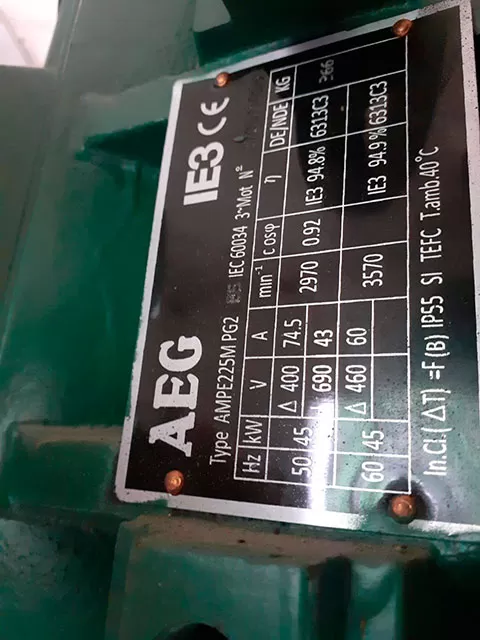 AEG IE3 CE
Type AMPE225M PG2 IEC 60034 3~Mot N°
Hz kW V A min⁻¹ cosφ η DE/NDE KG
50 45 Δ 400 74.5 2970 0.92 IE3 94.8% 6313C3
690 43
60 45 Δ 460 60 3570 IE3 94.9% 6313C3
In.Cl.(ΔT) =F(B) IP55 S1 TEFC T.amb.40°C